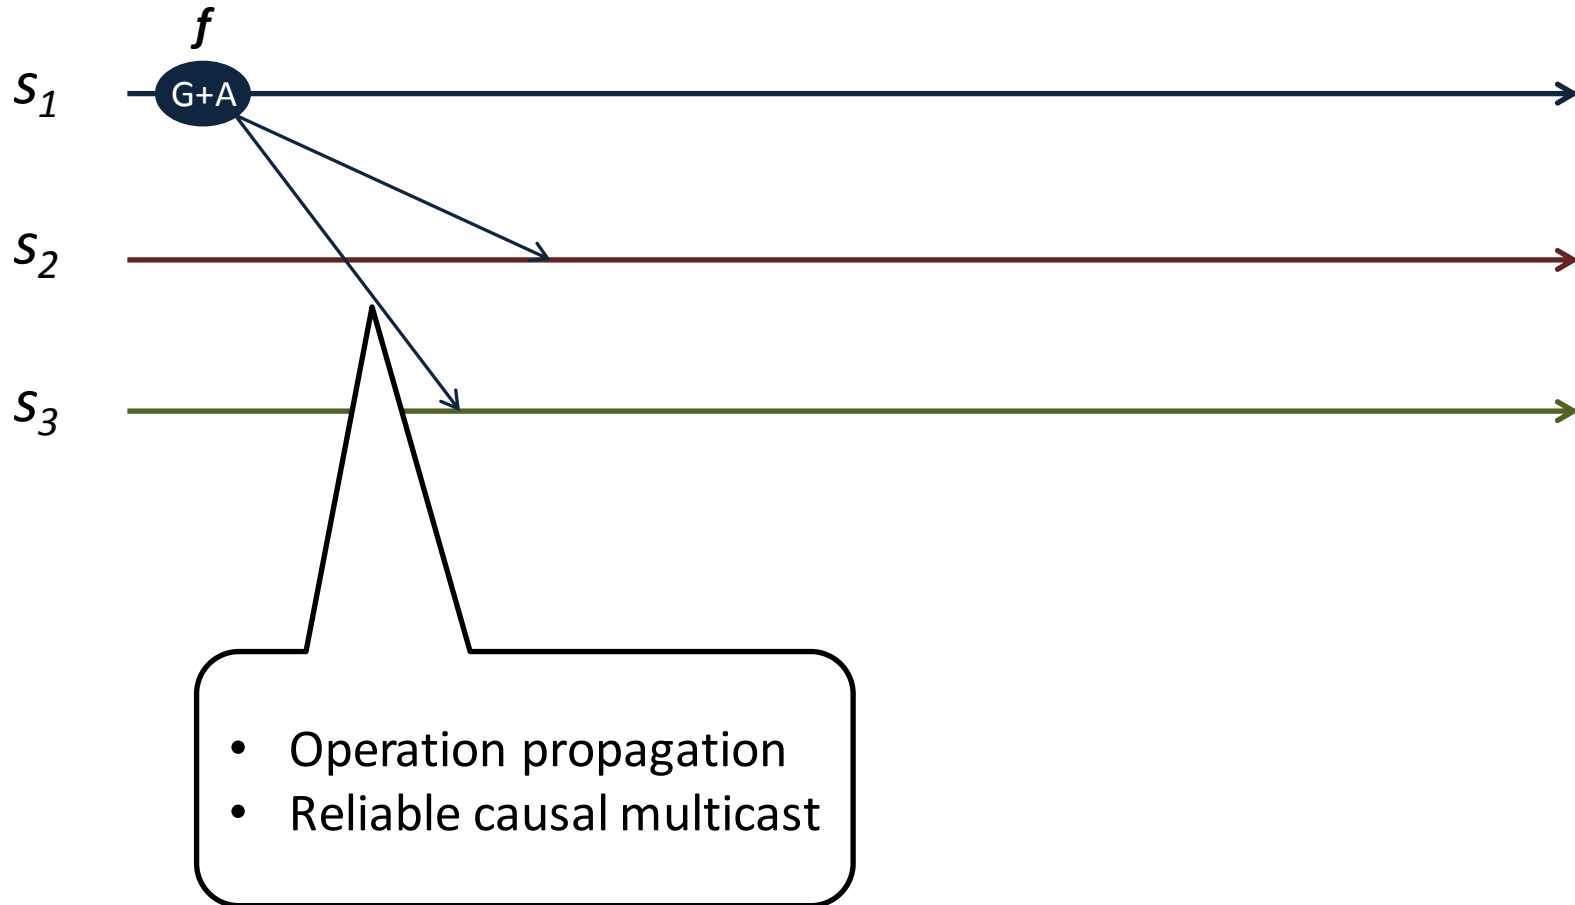 f
S1
G+A
S2
S3
• Operation propagation
• Reliable causal multicast